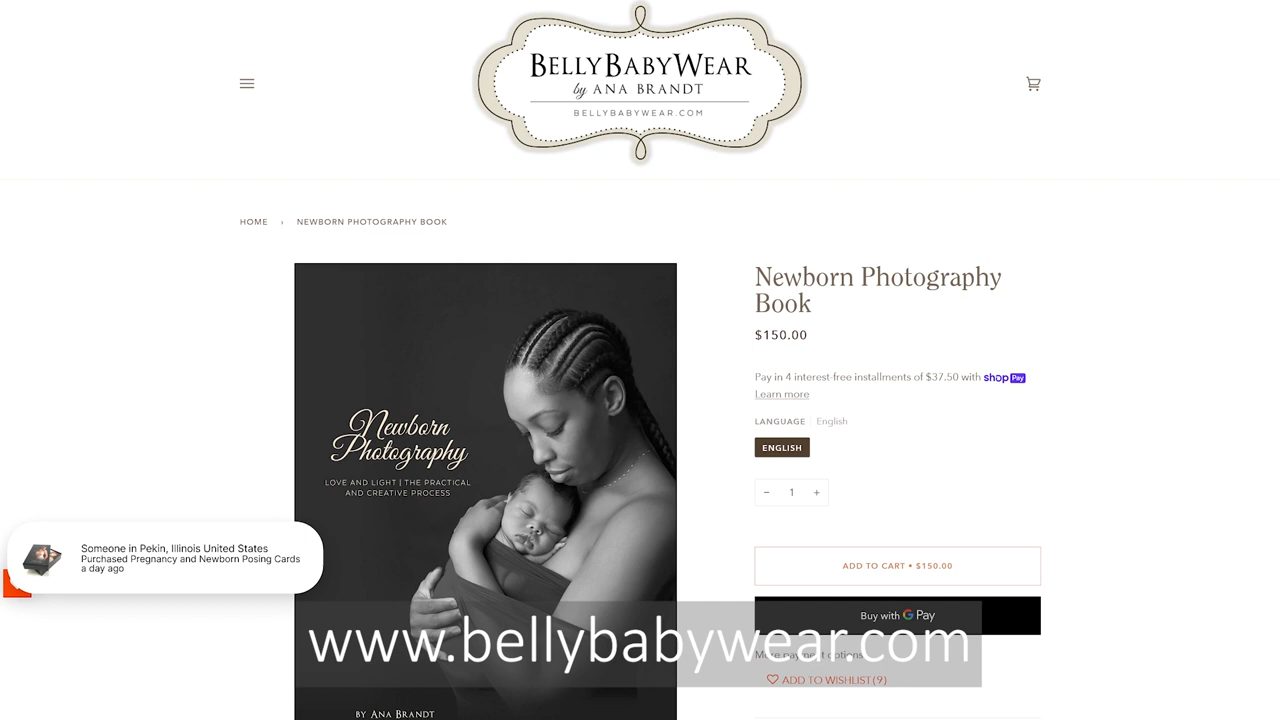 BELLYBABYWEAR
by ANA BRANDT
BELLYBABYWEAR.COM
HOME › NEWBORN PHOTOGRAPHY BOOK
Newborn Photography
Book
$150.00
Pay in 4 interest-free installments of $37.50 with shop Pay
Learn more
LANGUAGE English
ENGLISH
− 1 +
ADD TO CART • $150.00
Buy with G Pay
More payment options
ADD TO WISHLIST (9)
Newborn
Photography
LOVE AND LIGHT | THE PRACTICAL
AND CREATIVE PROCESS
BY ANA BRANDT
Someone in Pekin, Illinois United States
Purchased Pregnancy and Newborn Posing Cards
a day ago
www.bellybabywear.com